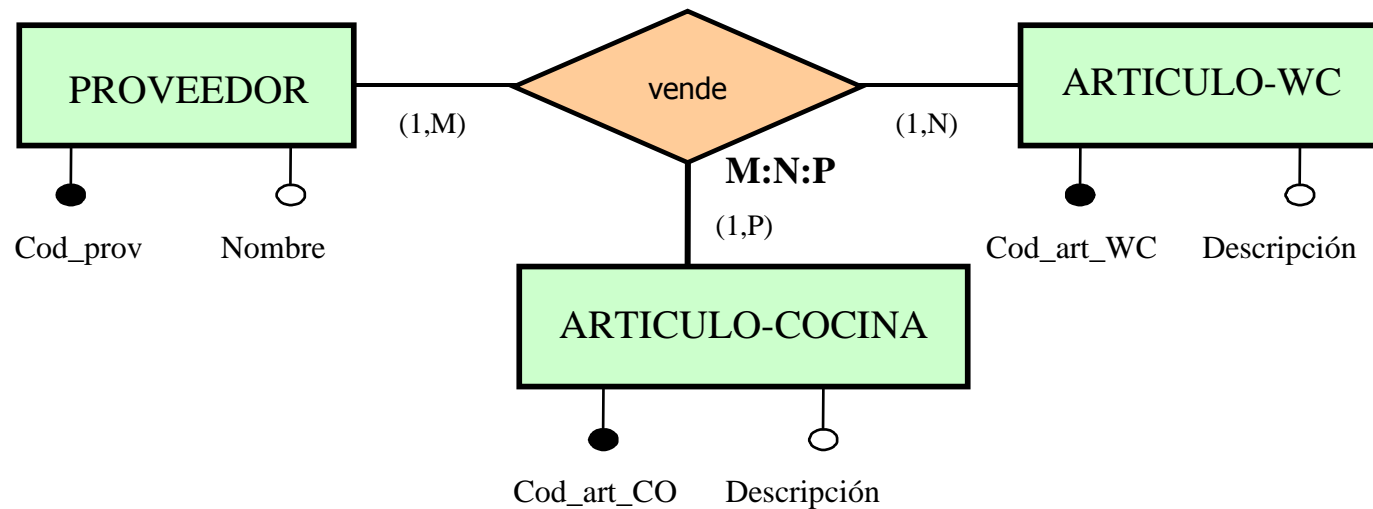 PROVEEDOR
vende
ARTICULO-WC
(1,M)
(1,N)
M:N:P
(1,P)
Cod_prov
Nombre
Cod_art_WC
Descripción
ARTICULO-COCINA
Cod_art_CO
Descripción